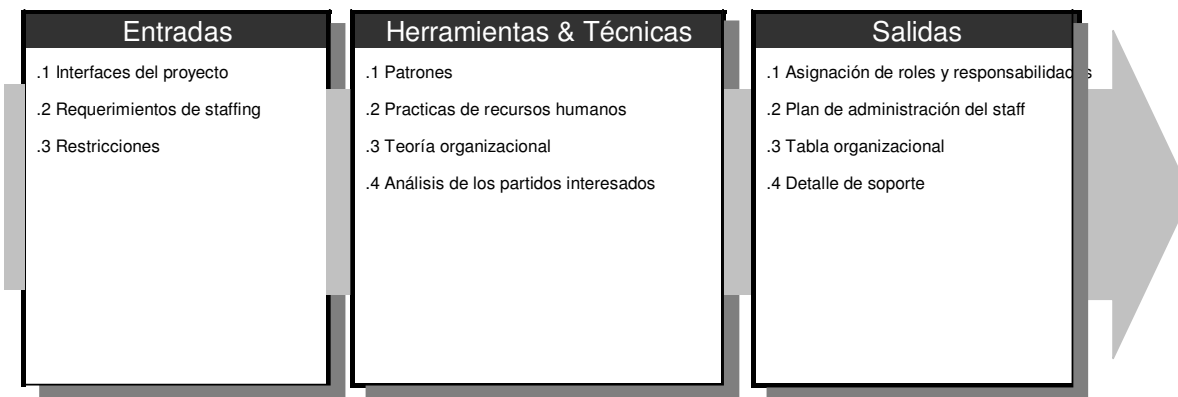 Entradas
.1 Interfaces del proyecto
.2 Requerimientos de staffing
.3 Restricciones
Herramientas & Técnicas
.1 Patrones
.2 Practicas de recursos humanos
.3 Teoría organizacional
.4 Análisis de los partidos interesados
Salidas
.1 Asignación de roles y responsabilidades
.2 Plan de administración del staff
.3 Tabla organizacional
.4 Detalle de soporte